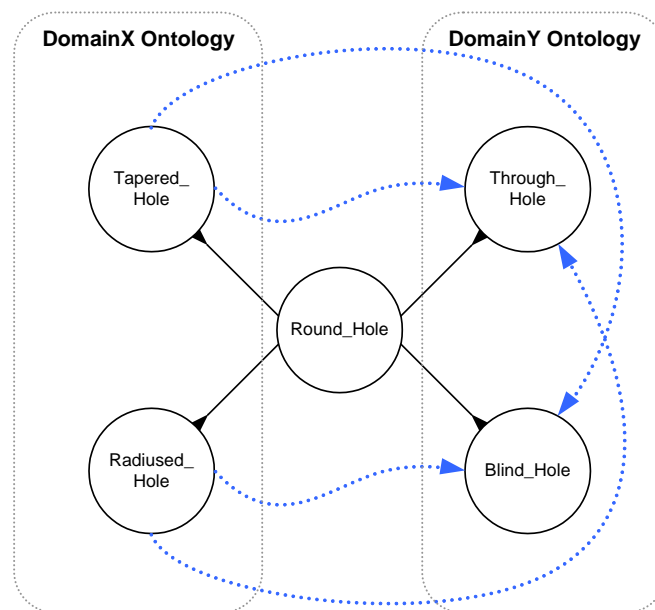 DomainX Ontology
DomainY Ontology
Tapered_
Hole
Through_
Hole
Round_Hole
Radiused_
Hole
Blind_Hole